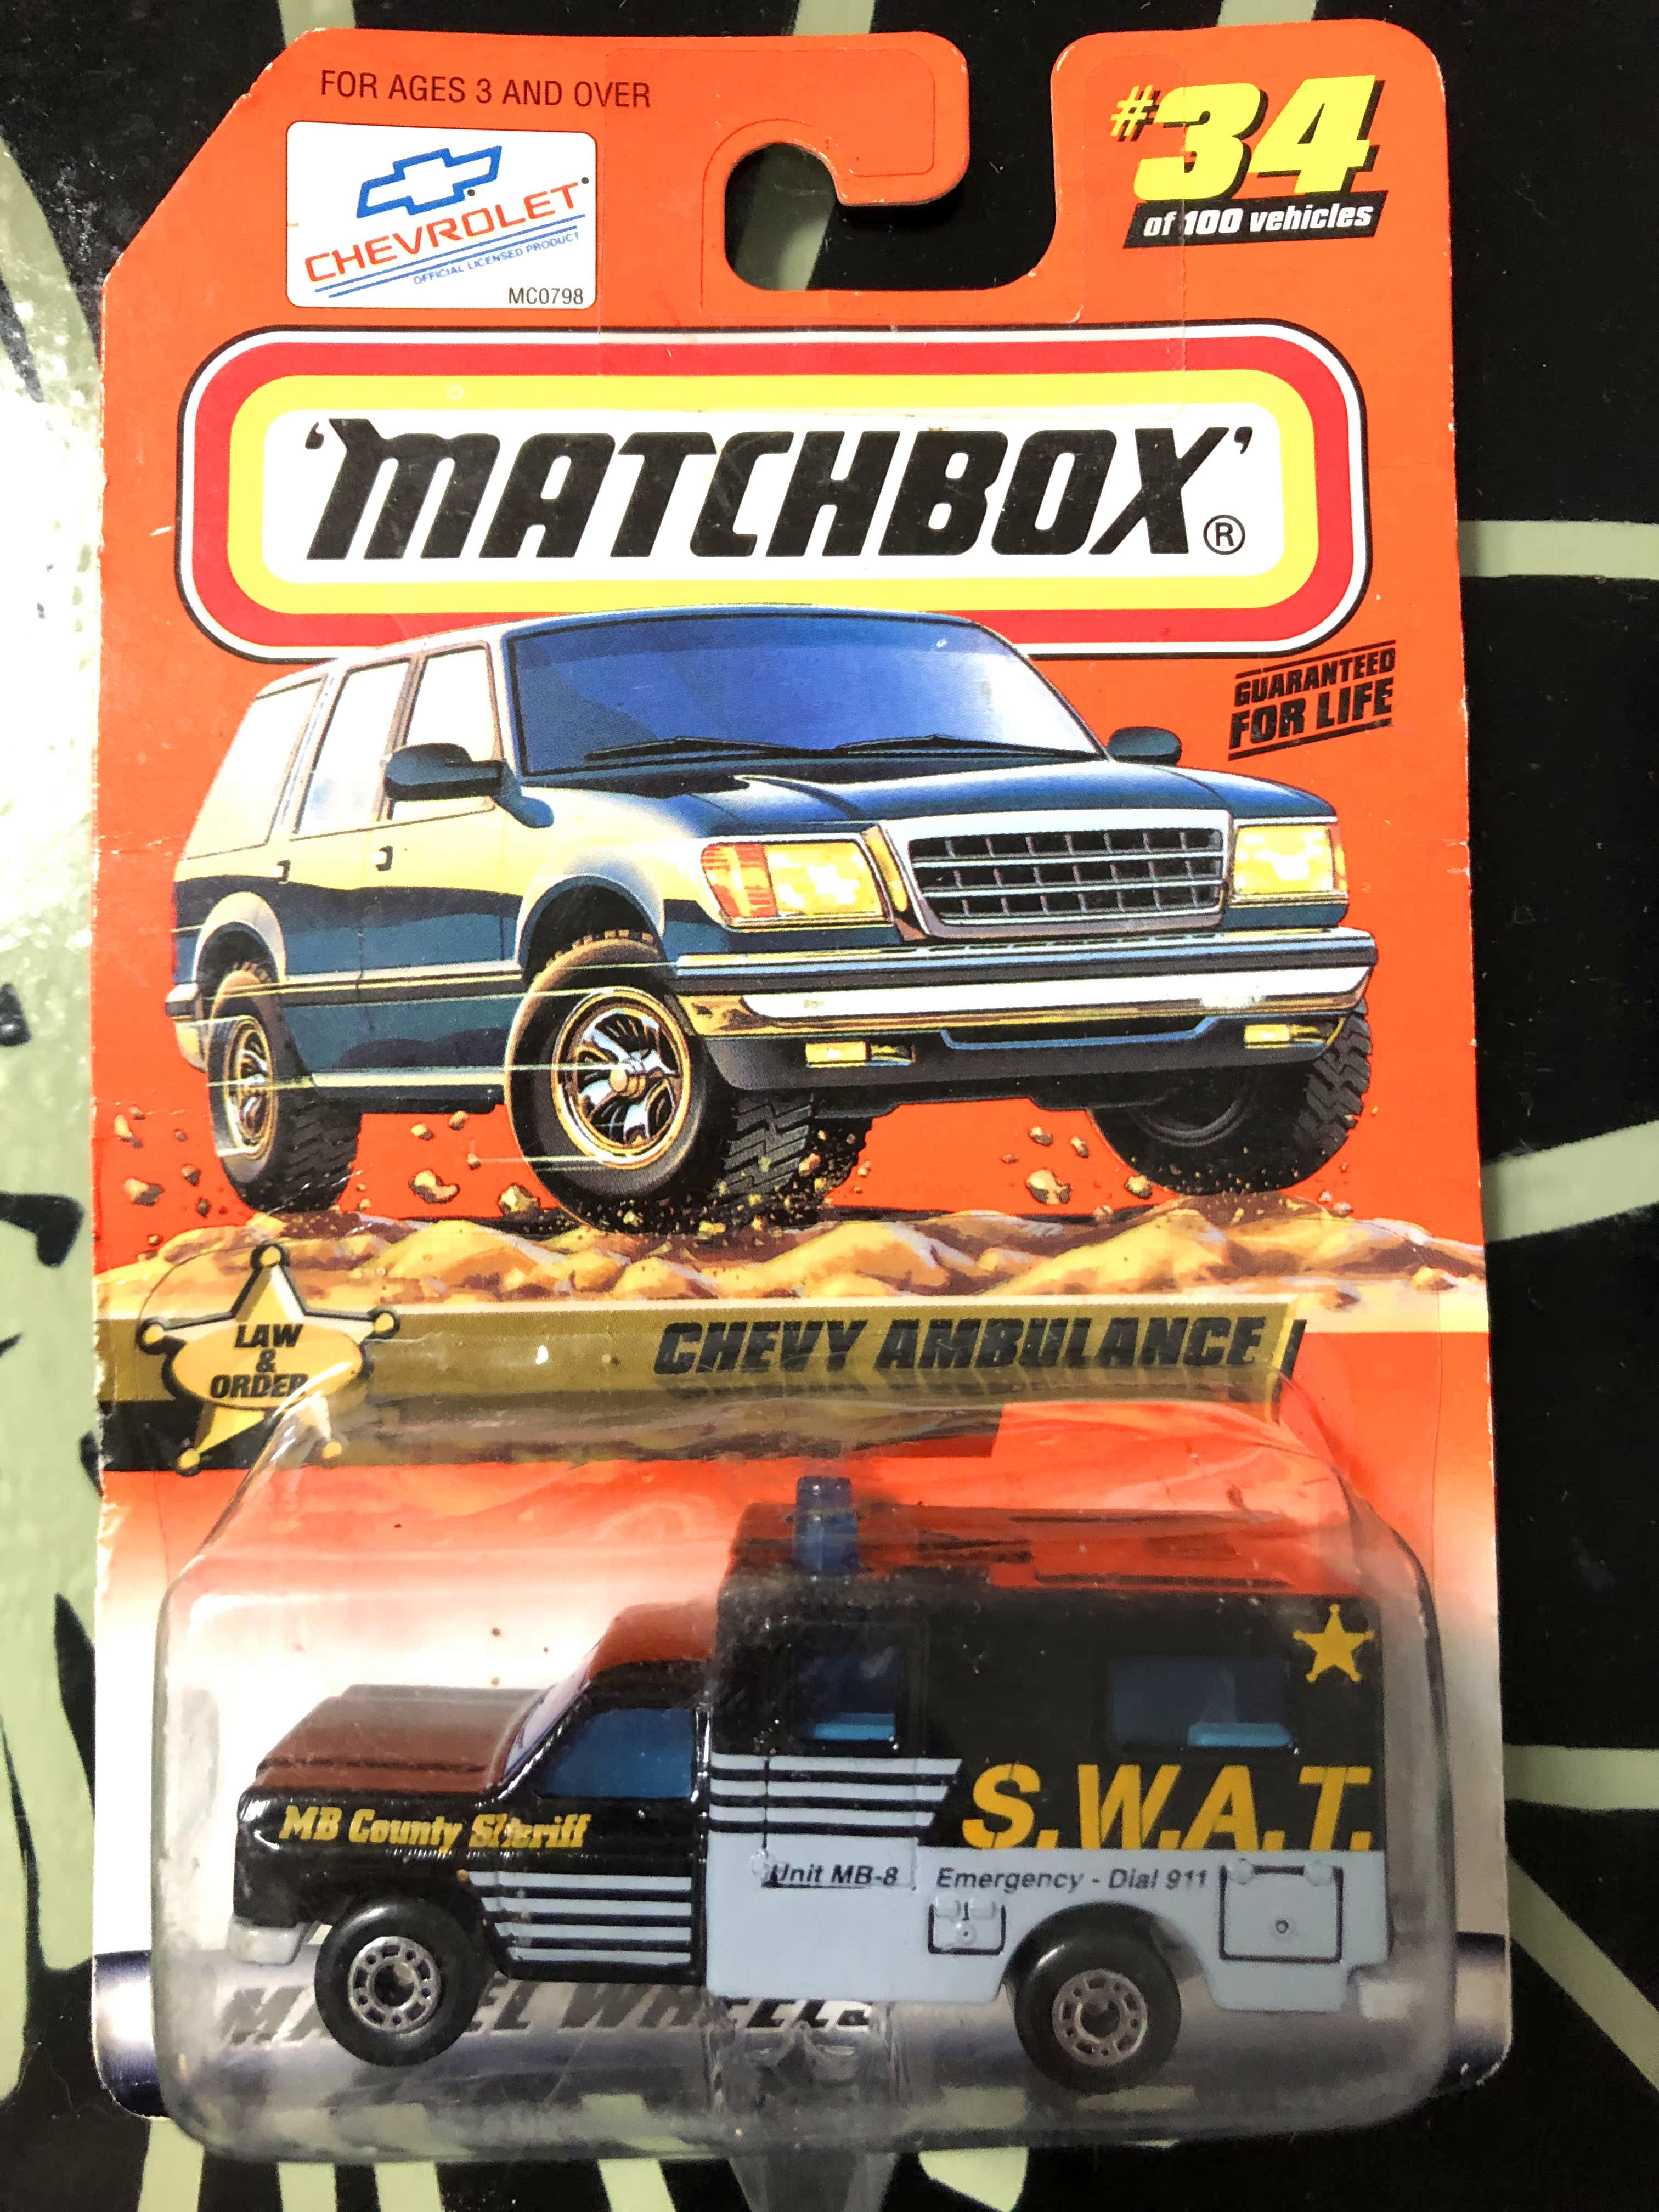 FOR AGES 3 AND OVER
CHEVROLET
OFFICIAL LICENSED PRODUCT
MC0798
#34
of 100 vehicles
'MATCHBOX'®
GUARANTEED
FOR LIFE
LAW
&
ORDER
CHEVY AMBULANCE
MB County Sheriff
S.W.A.T.
Unit MB-8
Emergency - Dial 911